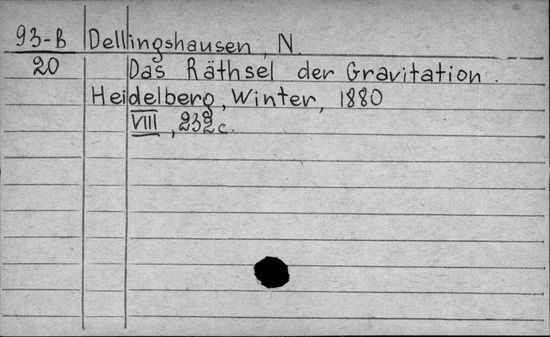 93-B Dellingshausen, N.
20 Das Räthsel der Gravitation.
Heidelberg, Winter, 1880
VIII, 232 c.